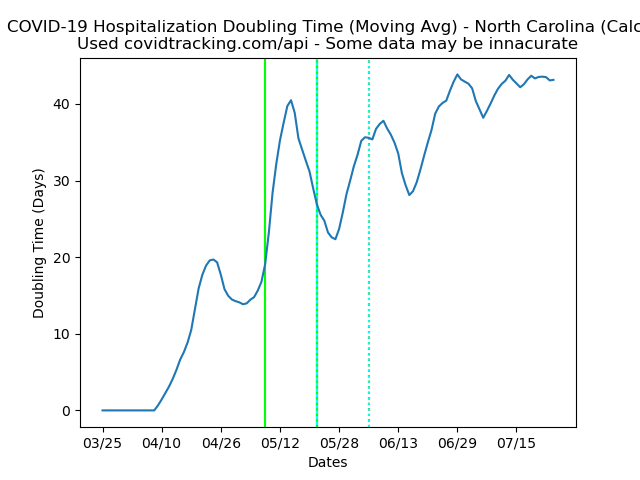 COVID-19 Hospitalization Doubling Time (Moving Avg) - North Carolina (Calc
Used covidtracking.com/api - Some data may be innacurate
40
30
20
10
0
Doubling Time (Days)
03/25 04/10 04/26 05/12 05/28 06/13 06/29 07/15
Dates